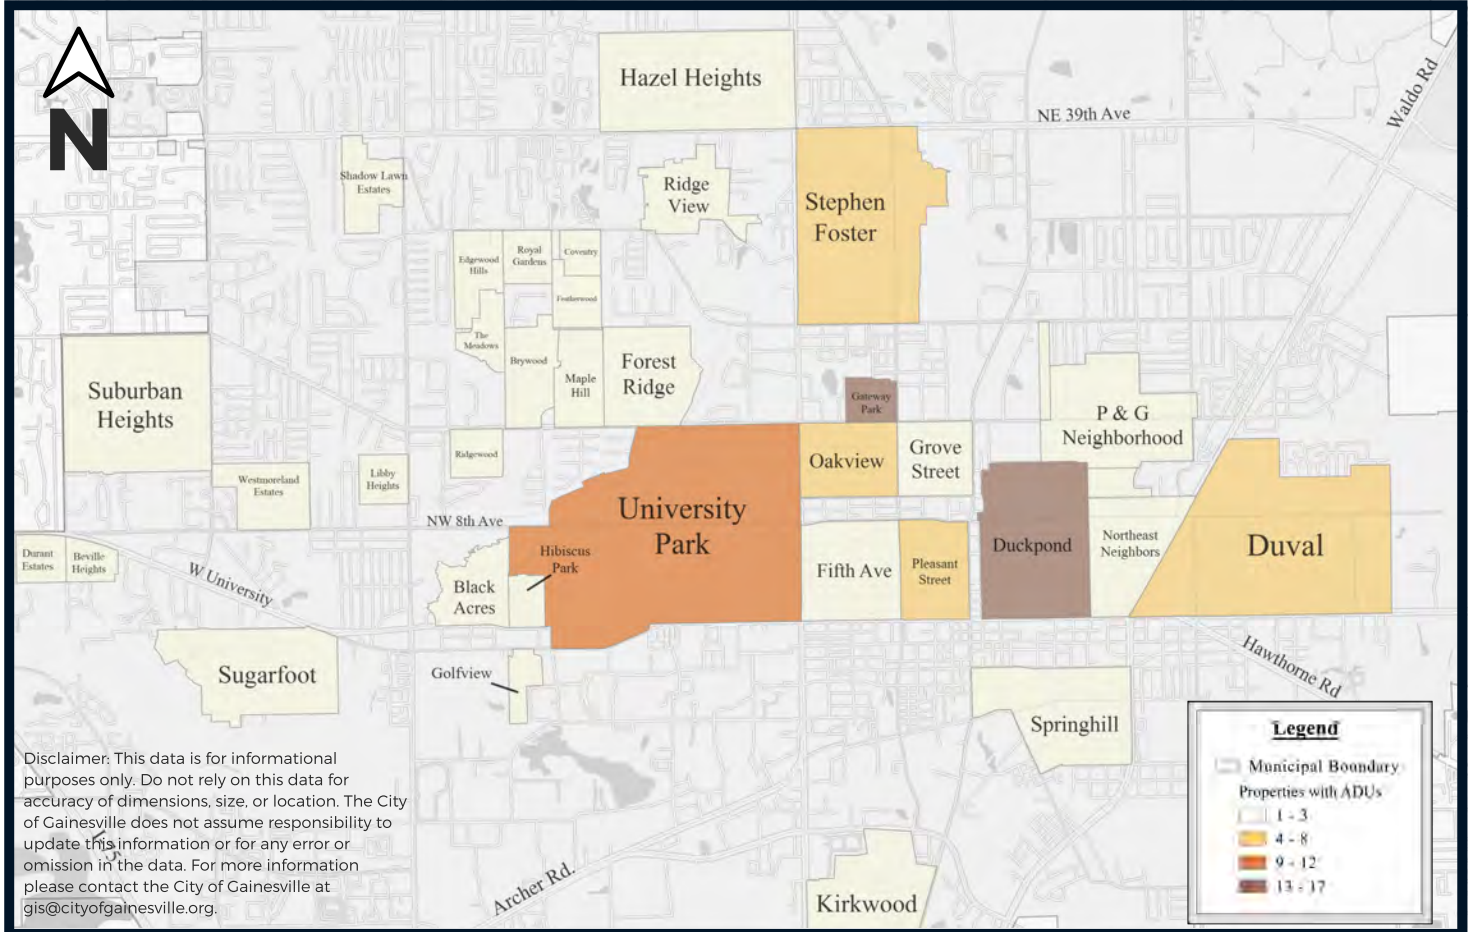 N
Hazel Heights
NE 39th Ave
Waldo Rd
Shadow Lawn
Estates
Ridge
View
Stephen
Foster
Edgewood
Hills
Royal
Gardens
Coventry
Featherwood
The
Meadows
Brywood
Maple
Hill
Forest
Ridge
Suburban
Heights
Gateway
Park
P & G
Neighborhood
Ridgewood
Oakview
Grove
Street
Westmoreland
Estates
Libby
Heights
University
Park
NW 8th Ave
Duckpond
Northeast
Neighbors
Duval
Durant
Estates
Beville
Heights
Hibiscus
Park
Black
Acres
Fifth Ave
Pleasant
Street
W University
Sugarfoot
Golfview
Hawthorne Rd
Springhill
Archer Rd.
Kirkwood
I-75
Disclaimer: This data is for informational
purposes only. Do not rely on this data for
accuracy of dimensions, size, or location. The City
of Gainesville does not assume responsibility to
update this information or for any error or
omission in the data. For more information
please contact the City of Gainesville at
gis@cityofgainesville.org.
Legend
Municipal Boundary
Properties with ADUs
1 - 3
4 - 8
9 - 12
13 - 17